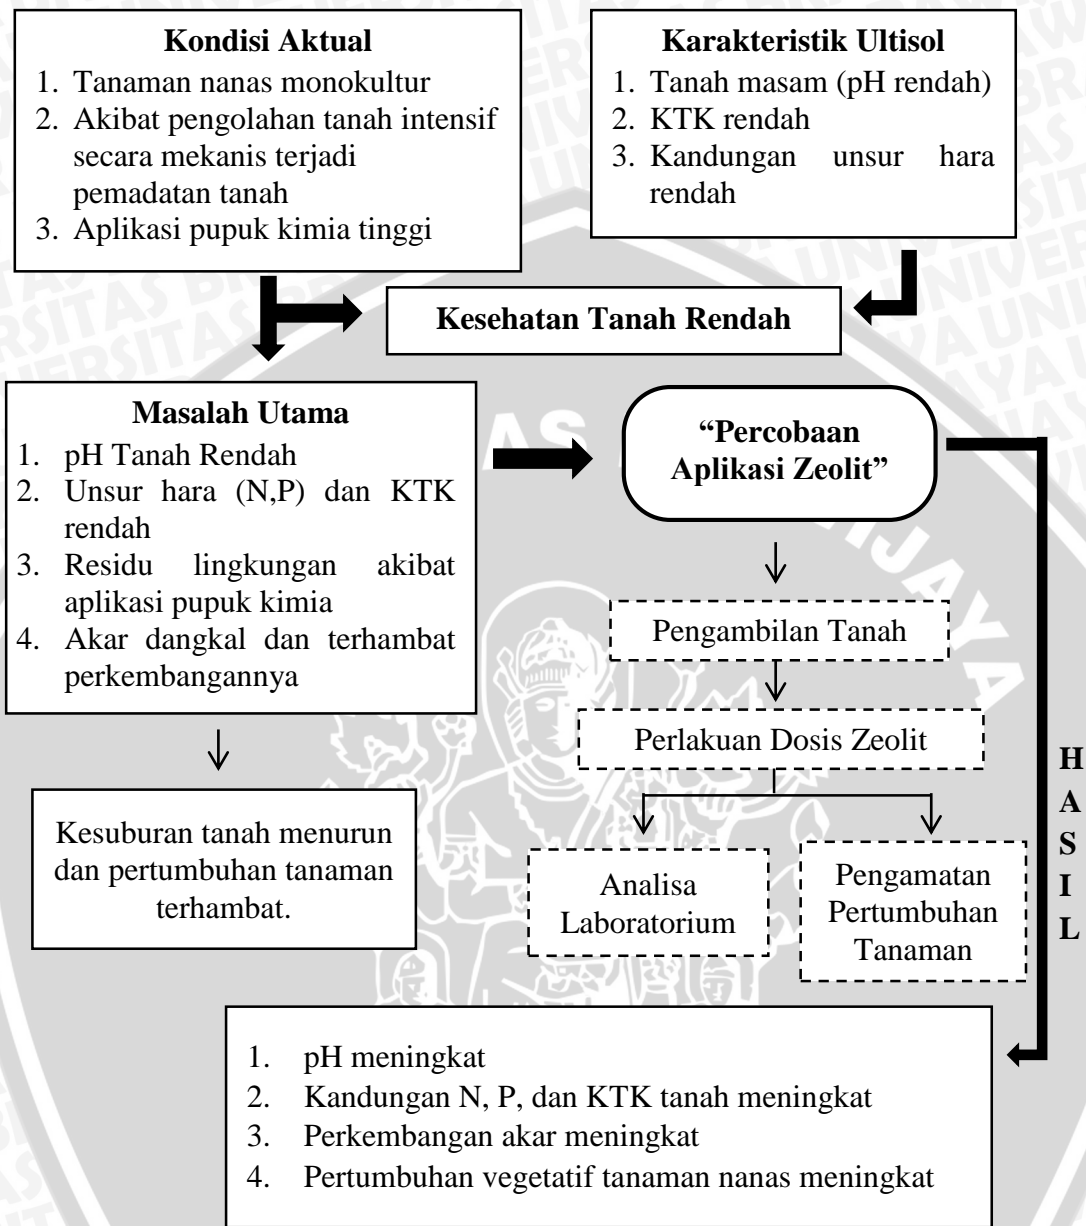 Kondisi Aktual
1. Tanaman nanas monokultur
2. Akibat pengolahan tanah intensif
secara mekanis terjadi
pemadatan tanah
3. Aplikasi pupuk kimia tinggi
Karakteristik Ultisol
1. Tanah masam (pH rendah)
2. KTK rendah
3. Kandungan unsur hara
rendah
Kesehatan Tanah Rendah
Masalah Utama
1. pH Tanah Rendah
2. Unsur hara (N,P) dan KTK
rendah
3. Residu lingkungan akibat
aplikasi pupuk kimia
4. Akar dangkal dan terhambat
perkembangannya
“Percobaan
Aplikasi Zeolit”
Pengambilan Tanah
Perlakuan Dosis Zeolit
Kesuburan tanah menurun
dan pertumbuhan tanaman
terhambat.
Analisa
Laboratorium
Pengamatan
Pertumbuhan
Tanaman
H
A
S
I
L
1. pH meningkat
2. Kandungan N, P, dan KTK tanah meningkat
3. Perkembangan akar meningkat
4. Pertumbuhan vegetatif tanaman nanas meningkat